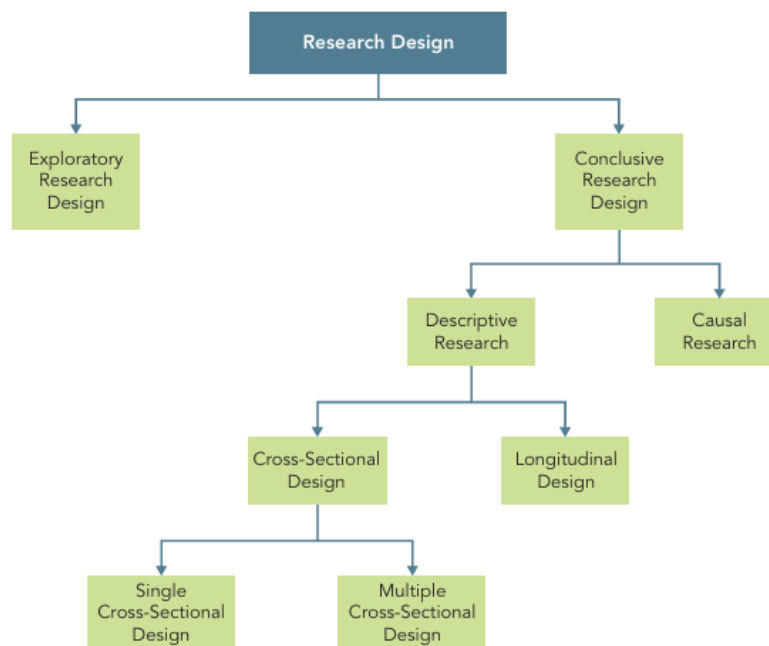 Research Design
Exploratory
Research
Design
Conclusive
Research
Design
Descriptive
Research
Causal
Research
Cross-Sectional
Design
Longitudinal
Design
Single
Cross-Sectional
Design
Multiple
Cross-Sectional
Design